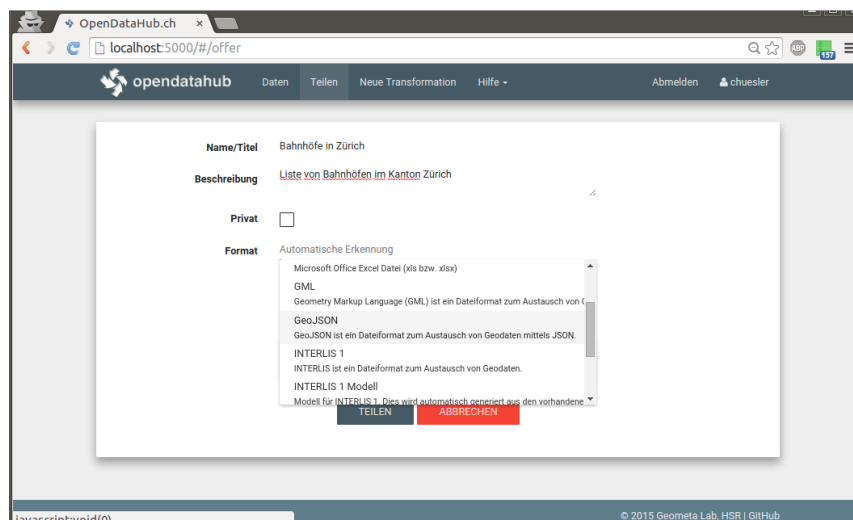 OpenDataHub.ch ×
localhost:5000/#/offer
ABP
157
opendatahub Daten Teilen Neue Transformation Hilfe Abmelden chuesler
Name/Titel Bahnhöfe in Zürich
Beschreibung Liste von Bahnhöfen im Kanton Zürich
Privat
Format Automatische Erkennung
Microsoft Office Excel Datei (xls bzw. xlsx)
GML
Geometry Markup Language (GML) ist ein Dateiformat zum Austausch von
GeoJSON
GeoJSON ist ein Dateiformat zum Austausch von Geodaten mittels JSON.
INTERLIS 1
INTERLIS ist ein Dateiformat zum Austausch von Geodaten.
INTERLIS 1 Modell
Modell für INTERLIS 1. Dies wird automatisch generiert aus den vorhandene
TEILEN ABBRECHEN
© 2015 Geometa Lab, HSR | GitHub
javascript:void(0)